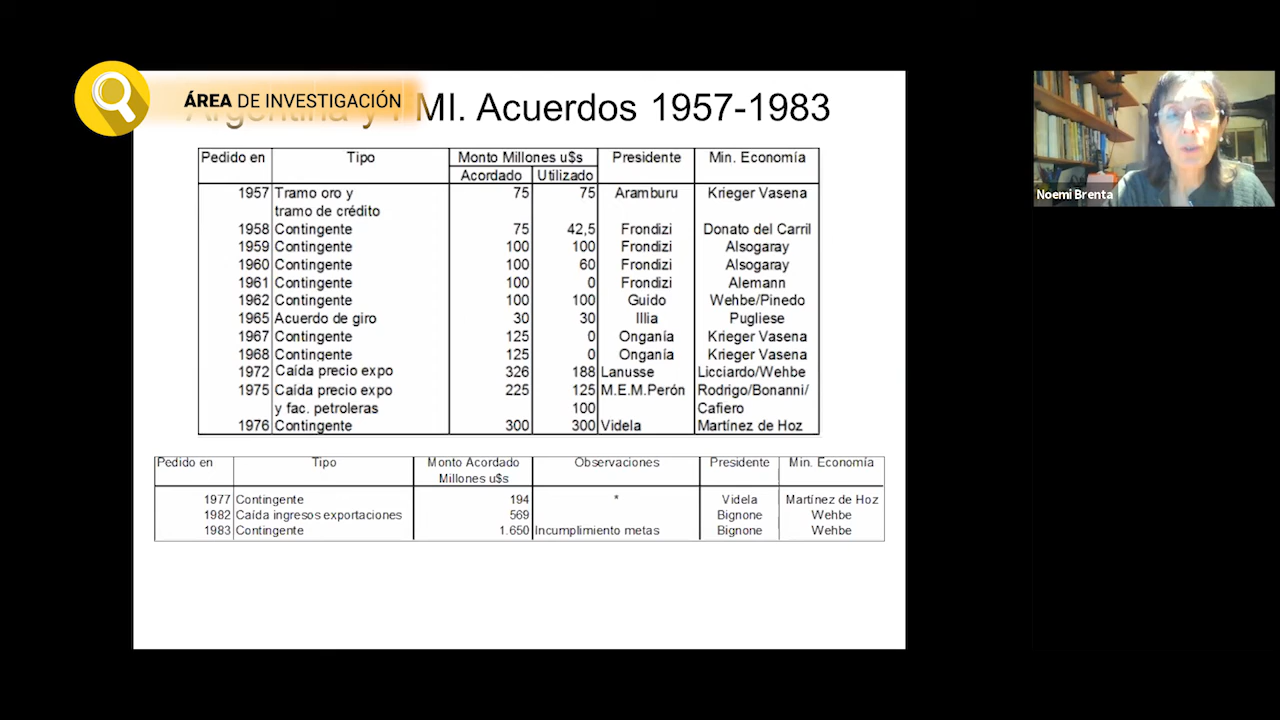 ÁREA DE INVESTIGACIÓN
Argentina y FMI. Acuerdos 1957-1983
Pedido en Tipo Monto Millones u$s Presidente Min. Economía
Acordado Utilizado
1957 Tramo oro y 75 75 Aramburu Krieger Vasena
tramo de crédito
1958 Contingente 75 42,5 Frondizi Donato del Carril
1959 Contingente 100 100 Frondizi Alsogaray
1960 Contingente 100 60 Frondizi Alsogaray
1961 Contingente 100 0 Frondizi Alemann
1962 Contingente 100 100 Guido Wehbe/Pinedo
1965 Acuerdo de giro 30 30 Illia Pugliese
1967 Contingente 125 0 Onganía Krieger Vasena
1968 Contingente 125 0 Onganía Krieger Vasena
1972 Caída precio expo 326 188 Lanusse Licciardo/Wehbe
1975 Caída precio expo 225 125 M.E.M.Perón Rodrigo/Bonanni/
y fac. petroleras 100 Cafiero
1976 Contingente 300 300 Videla Martínez de Hoz
Pedido en Tipo Monto Acordado Observaciones Presidente Min. Economía
Millones u$s
1977 Contingente 194 * Videla Martínez de Hoz
1982 Caída ingresos exportaciones 569 Bignone Wehbe
1983 Contingente 1.650 Incumplimiento metas Bignone Wehbe
Noemi Brenta